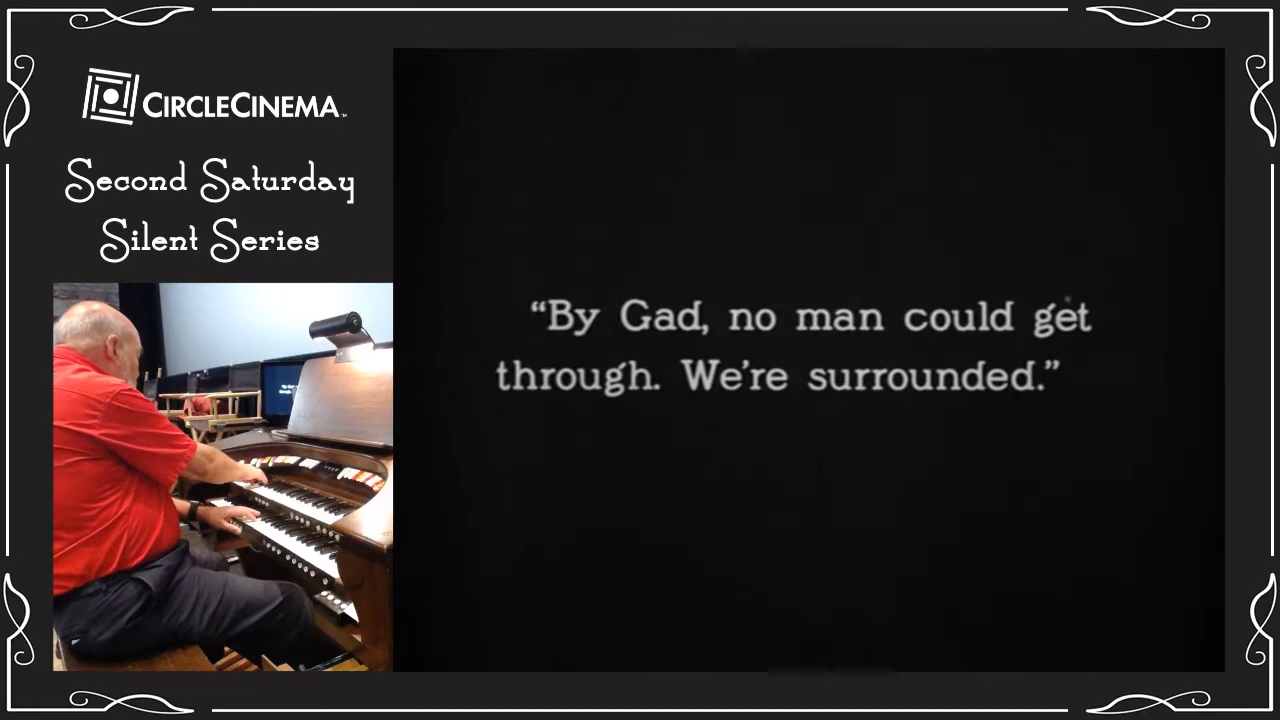 CIRCLECINEMA
Second Saturday
Silent Series
“By Gad, no man could get
through. We’re surrounded.”